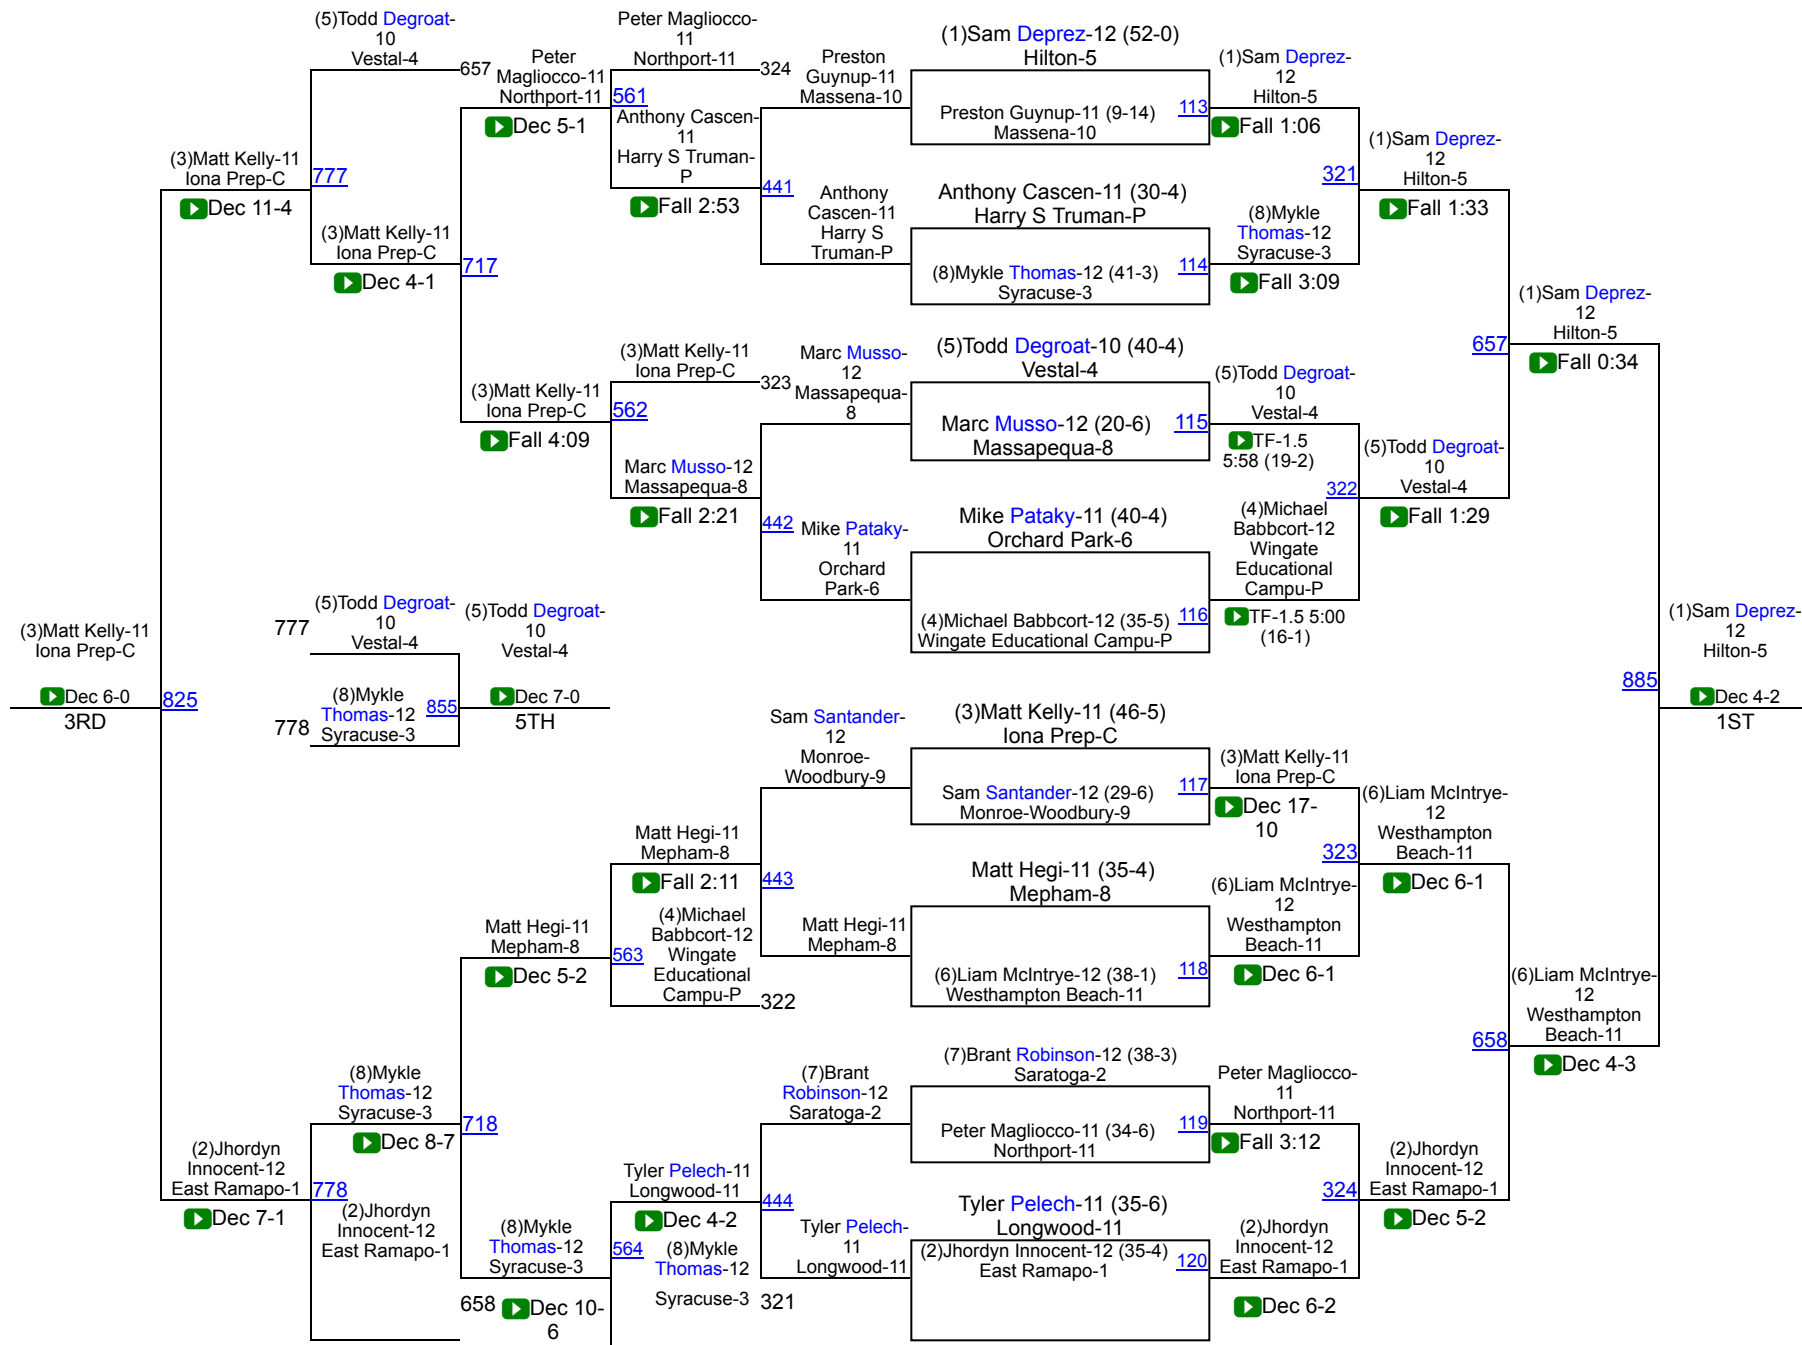 (5)Todd Degroat-
10
Vestal-4
657
(3)Matt Kelly-11
Iona Prep-C
Dec 11-4
777
(3)Matt Kelly-11
Iona Prep-C
Dec 4-1
717
Peter
Magliocco-11
Northport-11
Dec 5-1
561
Peter Magliocco-
11
Northport-11
324
Anthony Cascen-
11
Harry S Truman-
P
Fall 2:53
441
Preston
Guynup-11
Massena-10
Anthony
Cascen-11
Harry S
Truman-P
(1)Sam Deprez-12 (52-0)
Hilton-5
Preston Guynup-11 (9-14)
Massena-10
113
(1)Sam Deprez-
12
Hilton-5
Fall 1:06
Anthony Cascen-11 (30-4)
Harry S Truman-P
(8)Mykle Thomas-12 (41-3)
Syracuse-3
114
(8)Mykle
Thomas-12
Syracuse-3
Fall 3:09
321
(1)Sam Deprez-
12
Hilton-5
Fall 1:33
(3)Matt Kelly-11
Iona Prep-C
Fall 4:09
562
(3)Matt Kelly-11
Iona Prep-C
323
Marc Musso-12
Massapequa-8
Fall 2:21
442
Marc Musso-
12
Massapequa-
8
Mike Pataky-
11
Orchard
Park-6
(5)Todd Degroat-10 (40-4)
Vestal-4
Marc Musso-12 (20-6)
Massapequa-8
115
(5)Todd Degroat-
10
Vestal-4
TF-1.5
5:58 (19-2)
Mike Pataky-11 (40-4)
Orchard Park-6
(4)Michael Babbcort-12 (35-5)
Wingate Educational Campu-P
116
(4)Michael
Babbcort-12
Wingate
Educational
Campu-P
TF-1.5 5:00
(16-1)
322
(5)Todd Degroat-
10
Vestal-4
Fall 1:29
657
(1)Sam Deprez-
12
Hilton-5
Fall 0:34
(3)Matt Kelly-11
Iona Prep-C
Dec 6-0
3RD
825
777
(5)Todd Degroat-
10
Vestal-4
778
(8)Mykle
Thomas-12
Syracuse-3
855
(5)Todd Degroat-
10
Vestal-4
Dec 7-0
5TH
885
(1)Sam Deprez-
12
Hilton-5
Dec 4-2
1ST
Sam Santander-
12
Monroe-
Woodbury-9
(3)Matt Kelly-11 (46-5)
Iona Prep-C
Sam Santander-12 (29-6)
Monroe-Woodbury-9
117
(3)Matt Kelly-11
Iona Prep-C
Dec 17-
10
Matt Hegi-11
Mepham-8
Fall 2:11
443
Matt Hegi-11
Mepham-8
Matt Hegi-11 (35-4)
Mepham-8
(6)Liam McIntrye-12 (38-1)
Westhampton Beach-11
118
(6)Liam McIntrye-
12
Westhampton
Beach-11
Dec 6-1
323
(6)Liam McIntrye-
12
Westhampton
Beach-11
Dec 6-1
Matt Hegi-11
Mepham-8
Dec 5-2
563
(4)Michael
Babbcort-12
Wingate
Educational
Campu-P
322
658
(6)Liam McIntrye-
12
Westhampton
Beach-11
Dec 4-3
(8)Mykle
Thomas-12
Syracuse-3
Dec 8-7
718
(2)Jhordyn
Innocent-12
East Ramapo-1
Dec 7-1
778
(2)Jhordyn
Innocent-12
East Ramapo-1
658
(8)Mykle
Thomas-12
Syracuse-3
Dec 10-
6
564
Tyler Pelech-11
Longwood-11
Dec 4-2
444
(8)Mykle
Thomas-12
Syracuse-3
321
(7)Brant
Robinson-12
Saratoga-2
Tyler Pelech-
11
Longwood-11
(7)Brant Robinson-12 (38-3)
Saratoga-2
Peter Magliocco-11 (34-6)
Northport-11
119
Peter Magliocco-
11
Northport-11
Fall 3:12
Tyler Pelech-11 (35-6)
Longwood-11
(2)Jhordyn Innocent-12 (35-4)
East Ramapo-1
120
(2)Jhordyn
Innocent-12
East Ramapo-1
Dec 6-2
324
(2)Jhordyn
Innocent-12
East Ramapo-1
Dec 5-2